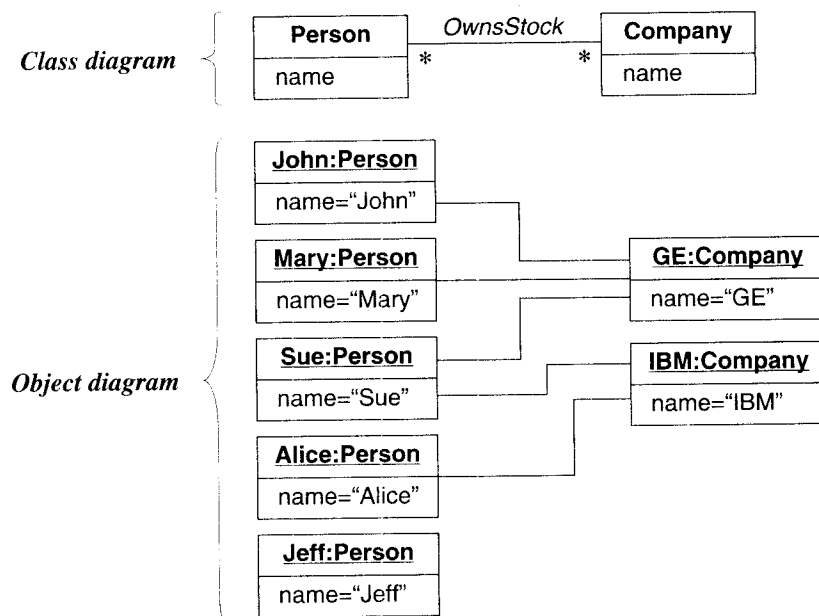 Class diagram
Person
name
OwnsStock
*
*
Company
name
Object diagram
John:Person
name=“John”
Mary:Person
name=“Mary”
Sue:Person
name=“Sue”
Alice:Person
name=“Alice”
Jeff:Person
name=“Jeff”
GE:Company
name=“GE”
IBM:Company
name=“IBM”